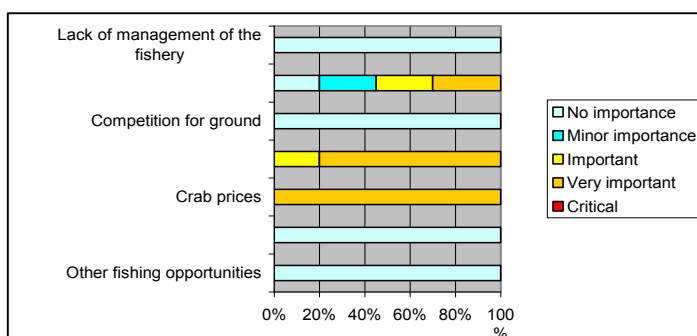 Lack of management of the
fishery
Competition for ground
Crab prices
Other fishing opportunities
0% 20% 40% 60% 80% 100
%
No importance
Minor importance
Important
Very important
Critical